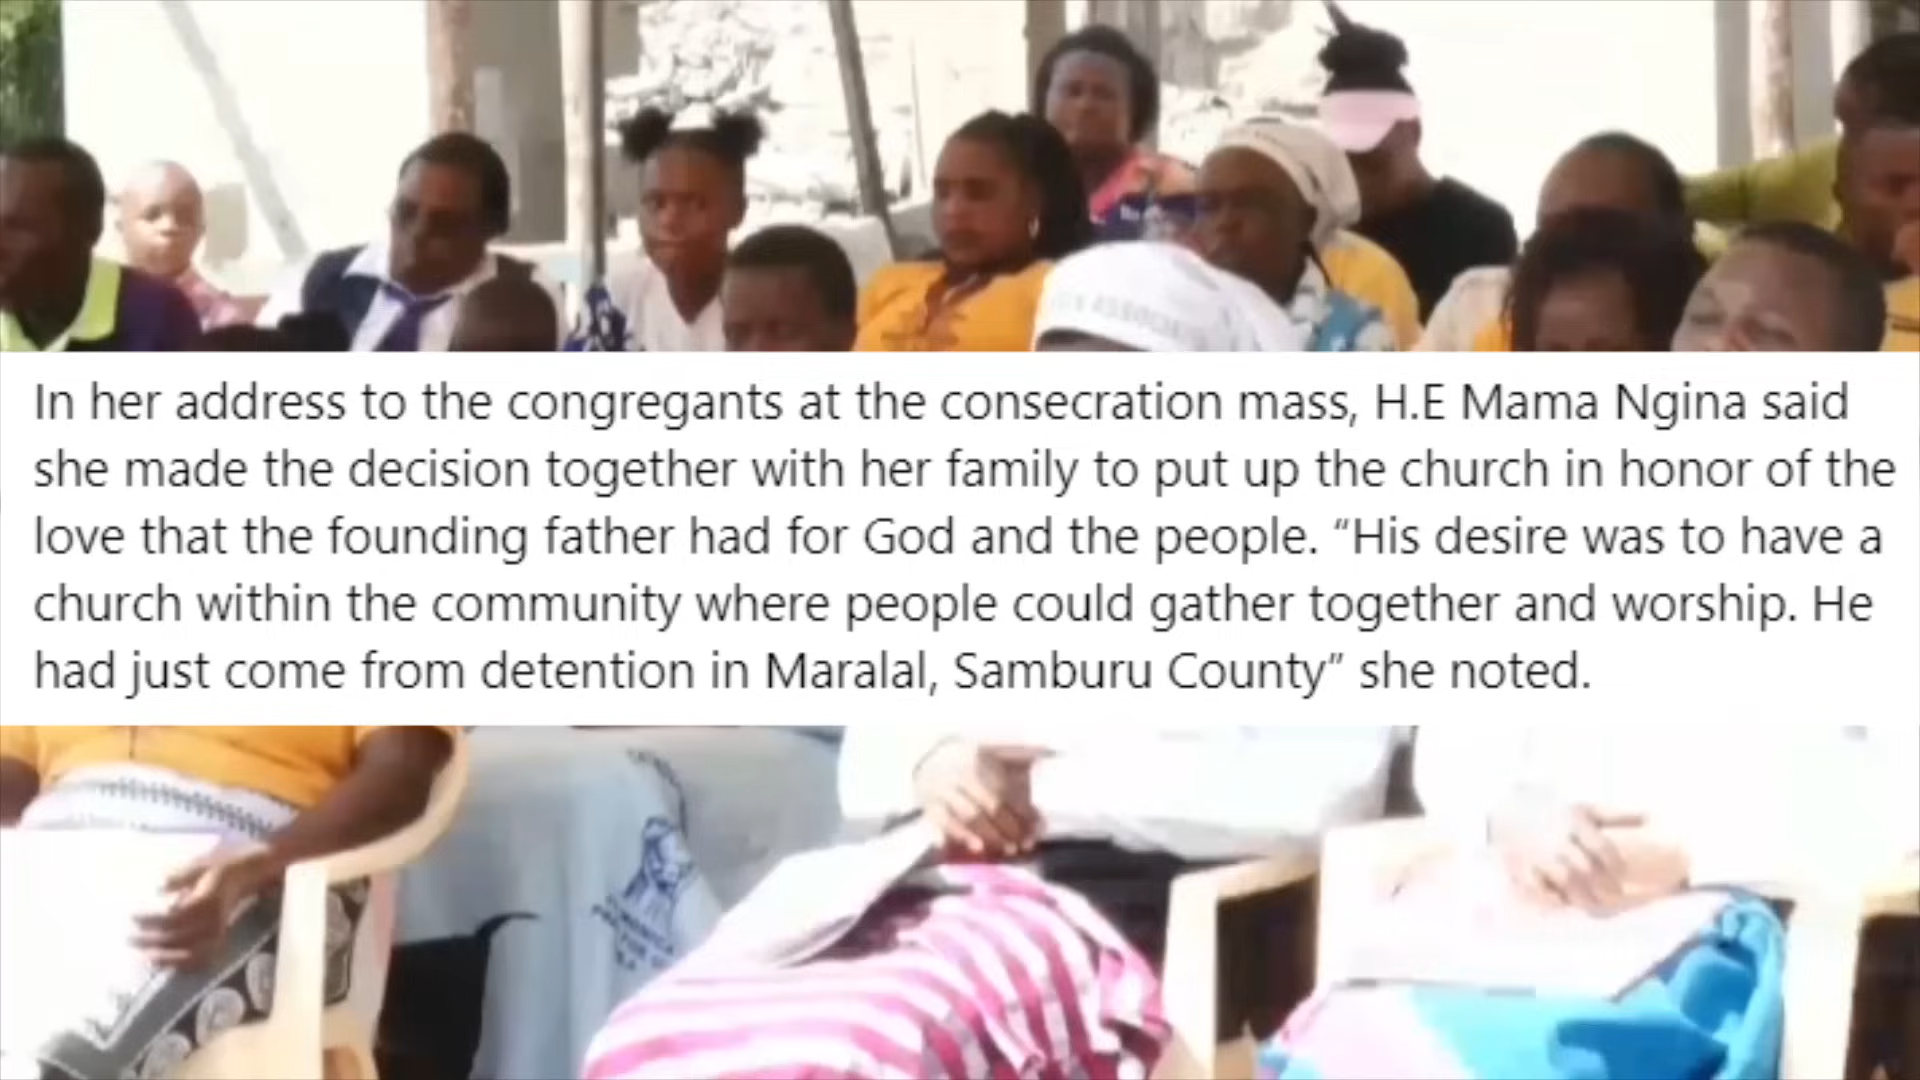 In her address to the congregants at the consecration mass, H.E Mama Ngina said
she made the decision together with her family to put up the church in honor of the
love that the founding father had for God and the people. “His desire was to have a
church within the community where people could gather together and worship. He
had just come from detention in Maralal, Samburu County” she noted.